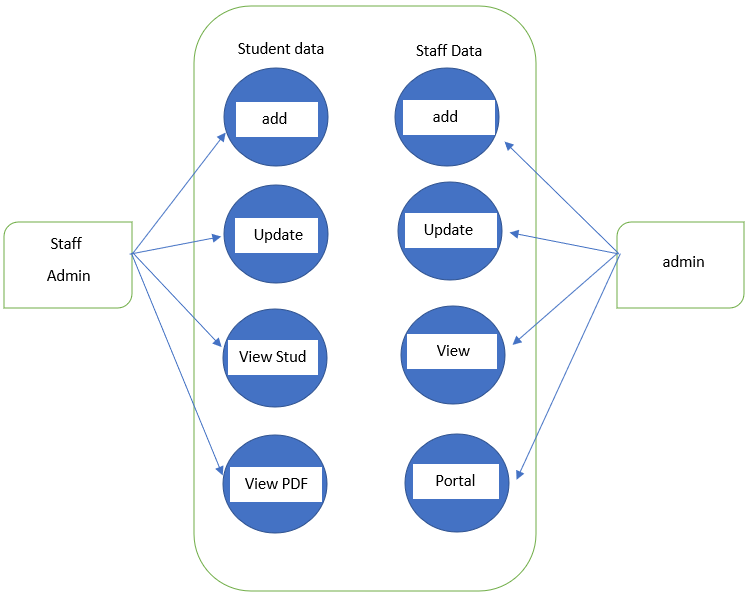 Student data
Staff Data
add
add
Update
Update
Staff
Admin
admin
View Stud
View
View PDF
Portal